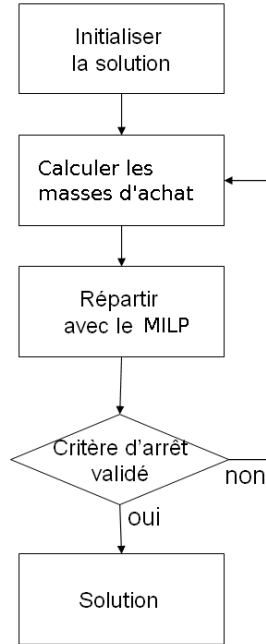 Initialiser
la solution
Calculer les
masses d'achat
Répartir
avec le MILP
Critère d'arrêt
validé
non
oui
Solution